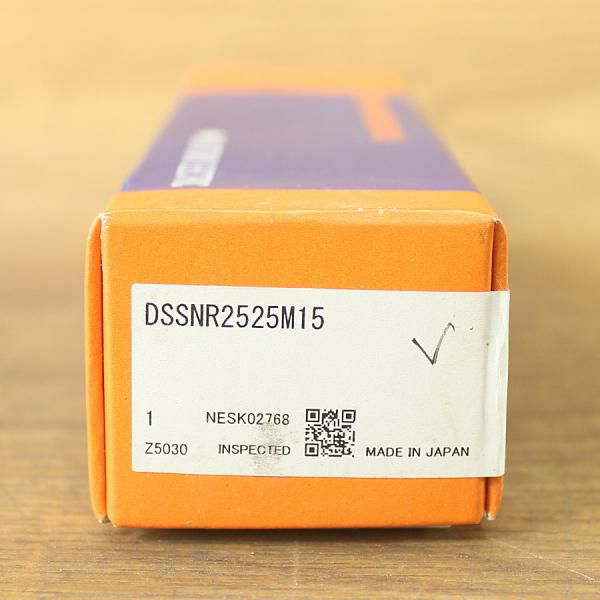 DSSNR2525M15
1 NESK02768
Z5030 INSPECTED MADE IN JAPAN